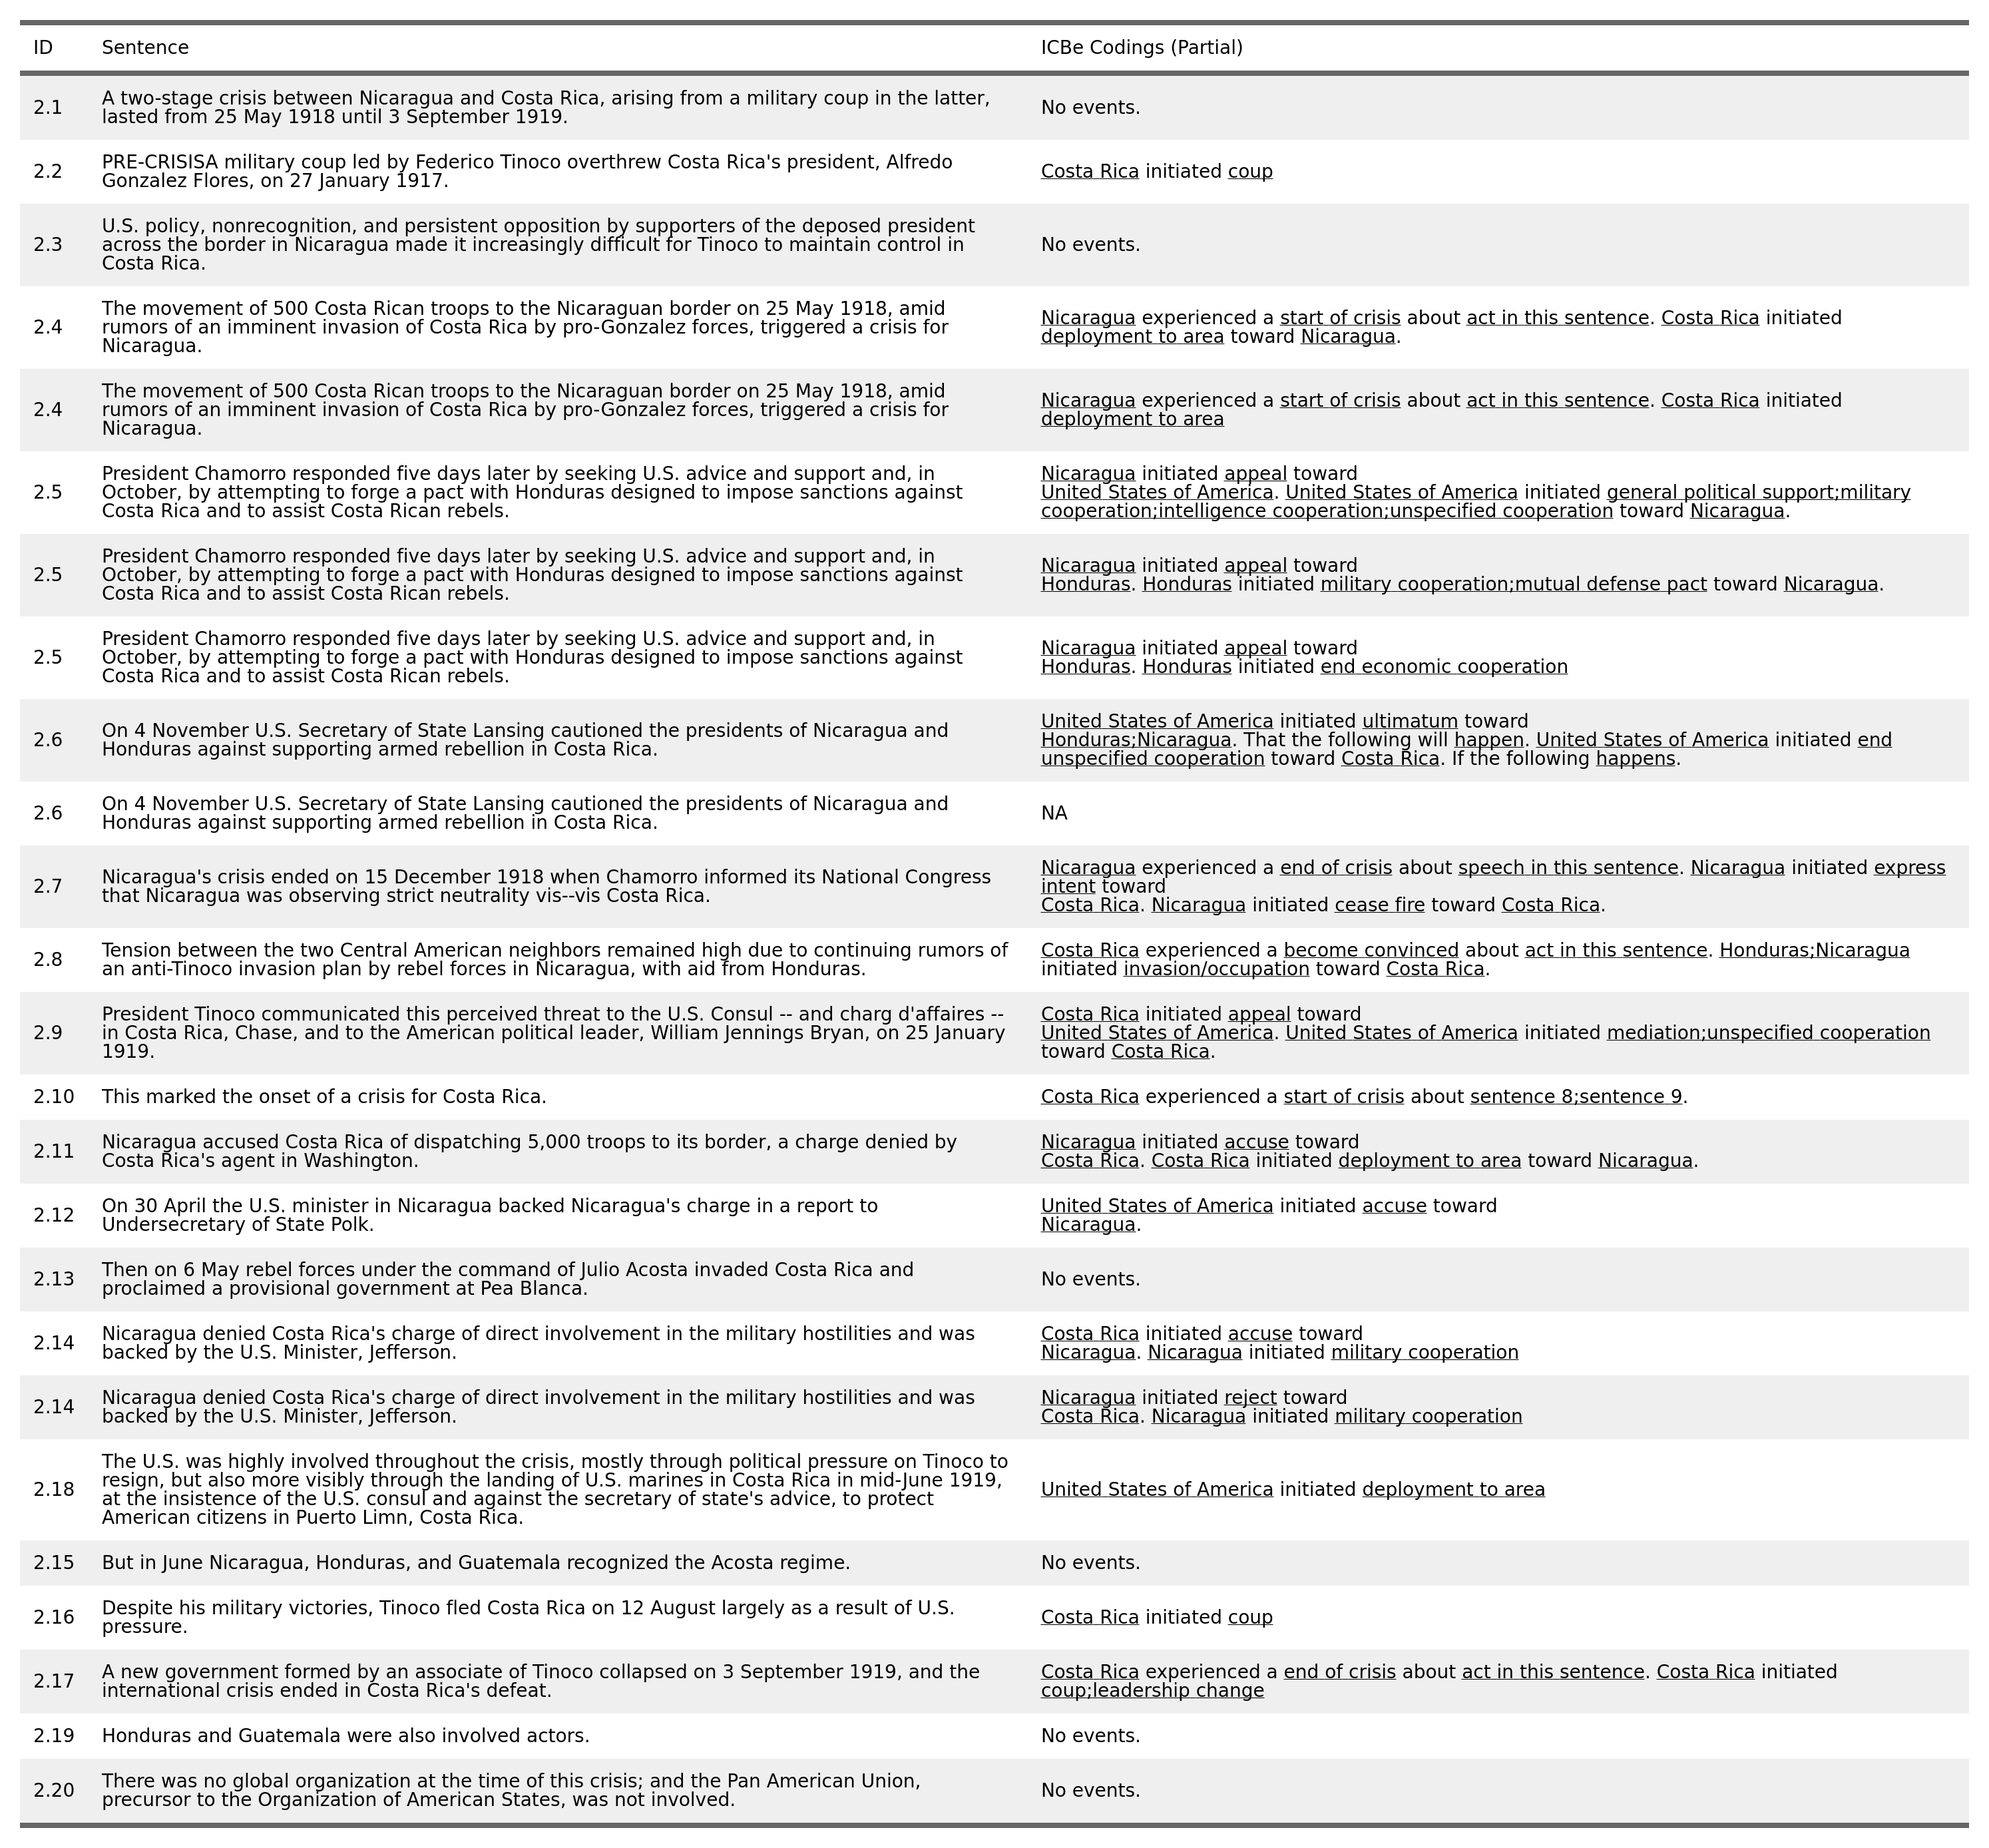 ID Sentence ICBe Codings (Partial)
2.1 A two-stage crisis between Nicaragua and Costa Rica, arising from a military coup in the latter,
lasted from 25 May 1918 until 3 September 1919.
No events.
2.2 PRE-CRISISA military coup led by Federico Tinoco overthrew Costa Rica's president, Alfredo
Gonzalez Flores, on 27 January 1917.
Costa Rica initiated coup
2.3 U.S. policy, nonrecognition, and persistent opposition by supporters of the deposed president
across the border in Nicaragua made it increasingly difficult for Tinoco to maintain control in
Costa Rica.
No events.
2.4 The movement of 500 Costa Rican troops to the Nicaraguan border on 25 May 1918, amid
rumors of an imminent invasion of Costa Rica by pro-Gonzalez forces, triggered a crisis for
Nicaragua.
Nicaragua experienced a start of crisis about act in this sentence. Costa Rica initiated
deployment to area toward Nicaragua.
2.4 The movement of 500 Costa Rican troops to the Nicaraguan border on 25 May 1918, amid
rumors of an imminent invasion of Costa Rica by pro-Gonzalez forces, triggered a crisis for
Nicaragua.
Nicaragua experienced a start of crisis about act in this sentence. Costa Rica initiated
deployment to area
2.5 President Chamorro responded five days later by seeking U.S. advice and support and, in
October, by attempting to forge a pact with Honduras designed to impose sanctions against
Costa Rica and to assist Costa Rican rebels.
Nicaragua initiated appeal toward
United States of America. United States of America initiated general political support;military
cooperation;intelligence cooperation;unspecified cooperation toward Nicaragua.
2.5 President Chamorro responded five days later by seeking U.S. advice and support and, in
October, by attempting to forge a pact with Honduras designed to impose sanctions against
Costa Rica and to assist Costa Rican rebels.
Nicaragua initiated appeal toward
Honduras. Honduras initiated military cooperation;mutual defense pact toward Nicaragua.
2.5 President Chamorro responded five days later by seeking U.S. advice and support and, in
October, by attempting to forge a pact with Honduras designed to impose sanctions against
Costa Rica and to assist Costa Rican rebels.
Nicaragua initiated appeal toward
Honduras. Honduras initiated end economic cooperation
2.6 On 4 November U.S. Secretary of State Lansing cautioned the presidents of Nicaragua and
Honduras against supporting armed rebellion in Costa Rica.
United States of America initiated ultimatum toward
Honduras;Nicaragua. That the following will happen. United States of America initiated end
unspecified cooperation toward Costa Rica. If the following happens.
2.6 On 4 November U.S. Secretary of State Lansing cautioned the presidents of Nicaragua and
Honduras against supporting armed rebellion in Costa Rica.
NA
2.7 Nicaragua's crisis ended on 15 December 1918 when Chamorro informed its National Congress
that Nicaragua was observing strict neutrality vis--vis Costa Rica.
Nicaragua experienced a end of crisis about speech in this sentence. Nicaragua initiated express
intent toward
Costa Rica. Nicaragua initiated cease fire toward Costa Rica.
2.8 Tension between the two Central American neighbors remained high due to continuing rumors of
an anti-Tinoco invasion plan by rebel forces in Nicaragua, with aid from Honduras.
Costa Rica experienced a become convinced about act in this sentence. Honduras;Nicaragua
initiated invasion/occupation toward Costa Rica.
2.9 President Tinoco communicated this perceived threat to the U.S. Consul -- and charg d'affaires --
in Costa Rica, Chase, and to the American political leader, William Jennings Bryan, on 25 January
1919.
Costa Rica initiated appeal toward
United States of America. United States of America initiated mediation;unspecified cooperation
toward Costa Rica.
2.10 This marked the onset of a crisis for Costa Rica.
Costa Rica experienced a start of crisis about sentence 8;sentence 9.
2.11 Nicaragua accused Costa Rica of dispatching 5,000 troops to its border, a charge denied by
Costa Rica's agent in Washington.
Nicaragua initiated accuse toward
Costa Rica. Costa Rica initiated deployment to area toward Nicaragua.
2.12 On 30 April the U.S. minister in Nicaragua backed Nicaragua's charge in a report to
Undersecretary of State Polk.
United States of America initiated accuse toward
Nicaragua.
2.13 Then on 6 May rebel forces under the command of Julio Acosta invaded Costa Rica and
proclaimed a provisional government at Pea Blanca.
No events.
2.14 Nicaragua denied Costa Rica's charge of direct involvement in the military hostilities and was
backed by the U.S. Minister, Jefferson.
Costa Rica initiated accuse toward
Nicaragua. Nicaragua initiated military cooperation
2.14 Nicaragua denied Costa Rica's charge of direct involvement in the military hostilities and was
backed by the U.S. Minister, Jefferson.
Nicaragua initiated reject toward
Costa Rica. Nicaragua initiated military cooperation
2.18 The U.S. was highly involved throughout the crisis, mostly through political pressure on Tinoco to
resign, but also more visibly through the landing of U.S. marines in Costa Rica in mid-June 1919,
at the insistence of the U.S. consul and against the secretary of state's advice, to protect
American citizens in Puerto Limn, Costa Rica.
United States of America initiated deployment to area
2.15 But in June Nicaragua, Honduras, and Guatemala recognized the Acosta regime.
No events.
2.16 Despite his military victories, Tinoco fled Costa Rica on 12 August largely as a result of U.S.
pressure.
Costa Rica initiated coup
2.17 A new government formed by an associate of Tinoco collapsed on 3 September 1919, and the
international crisis ended in Costa Rica's defeat.
Costa Rica experienced a end of crisis about act in this sentence. Costa Rica initiated
coup;leadership change
2.19 Honduras and Guatemala were also involved actors.
No events.
2.20 There was no global organization at the time of this crisis; and the Pan American Union,
precursor to the Organization of American States, was not involved.
No events.